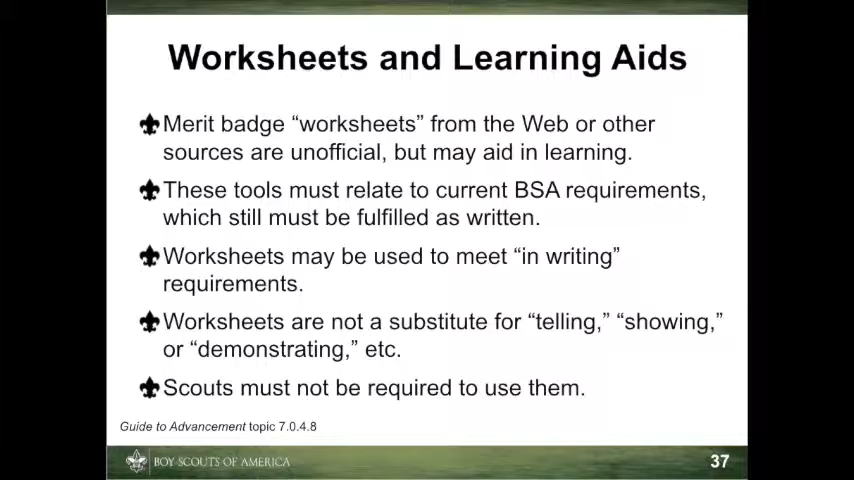 Worksheets and Learning Aids
Merit badge “worksheets” from the Web or other
sources are unofficial, but may aid in learning.
These tools must relate to current BSA requirements,
which still must be fulfilled as written.
Worksheets may be used to meet “in writing”
requirements.
Worksheets are not a substitute for “telling,” “showing,”
or “demonstrating,” etc.
Scouts must not be required to use them.
Guide to Advancement topic 7.0.4.8
BOY SCOUTS OF AMERICA
37